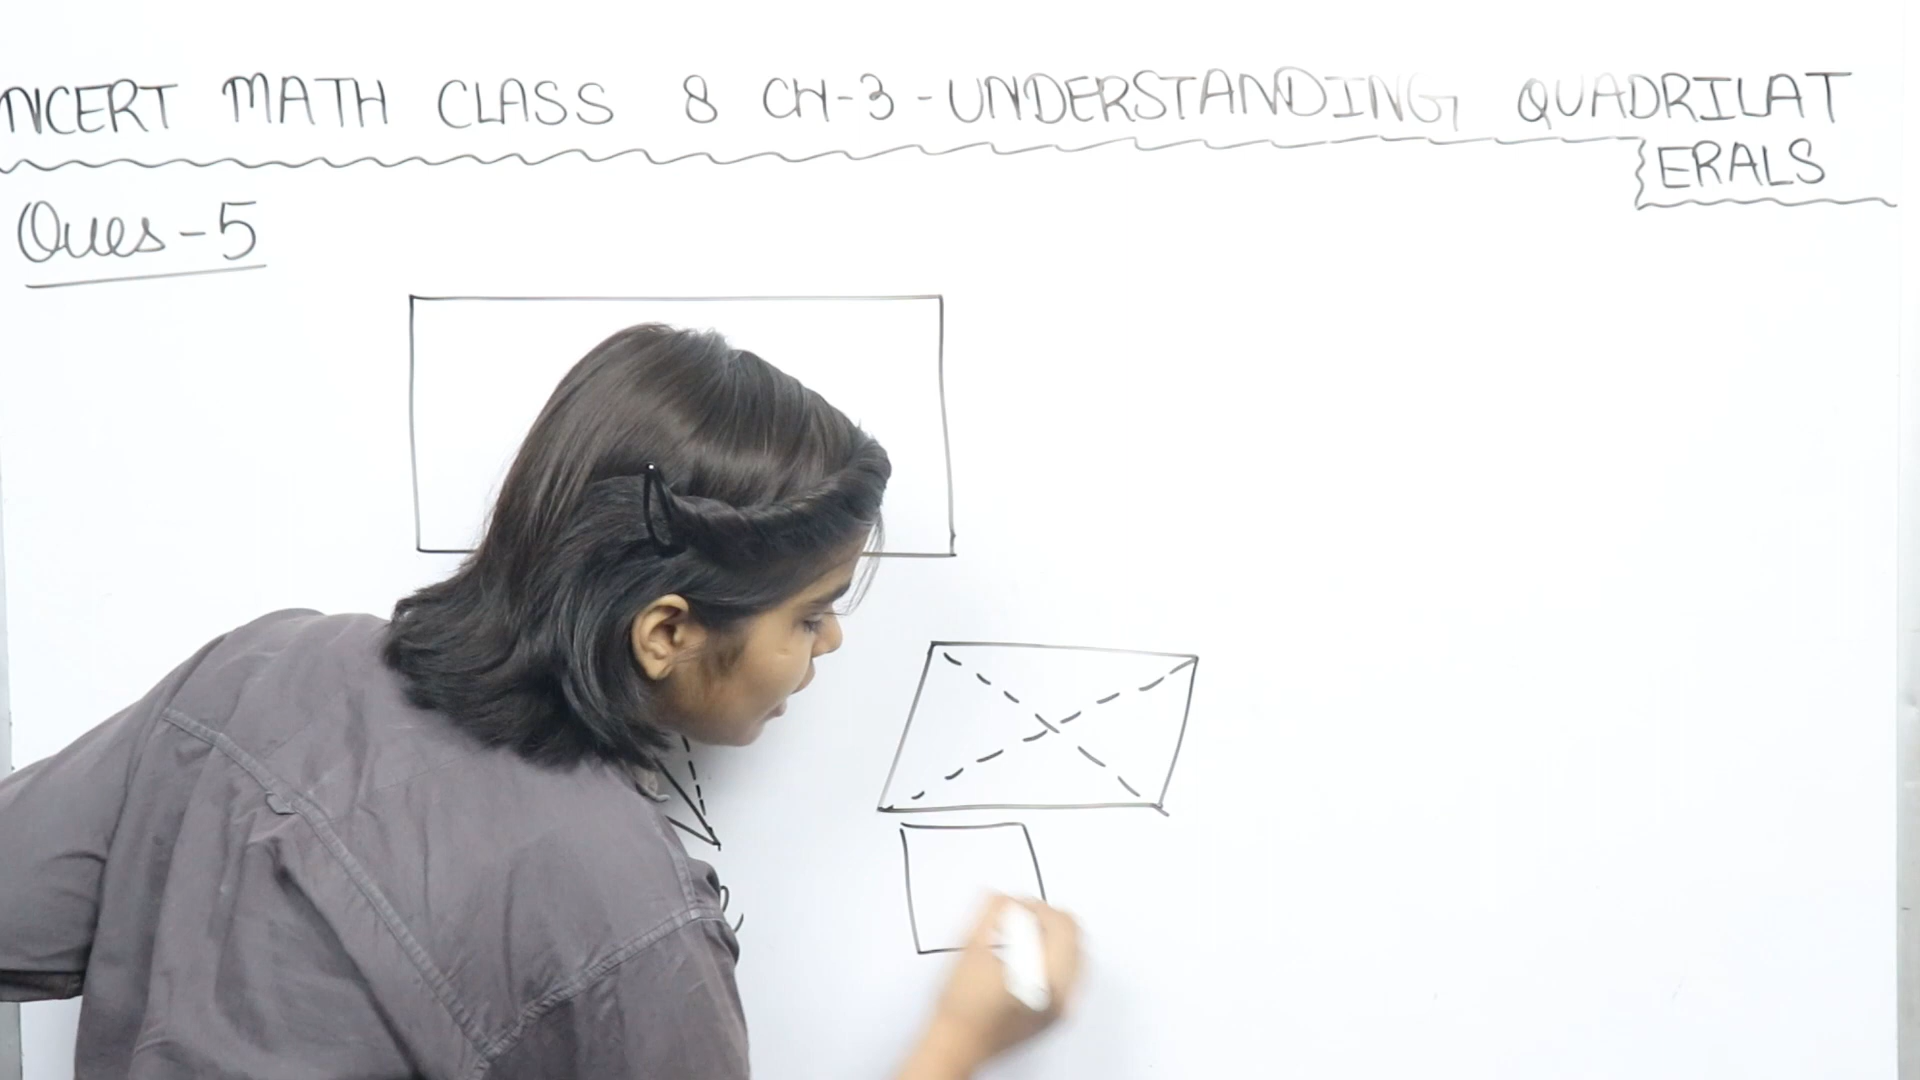 NCERT MATH CLASS 8 CH-3-UNDERSTANDING QUADRILAT
ERALS
Ques-5